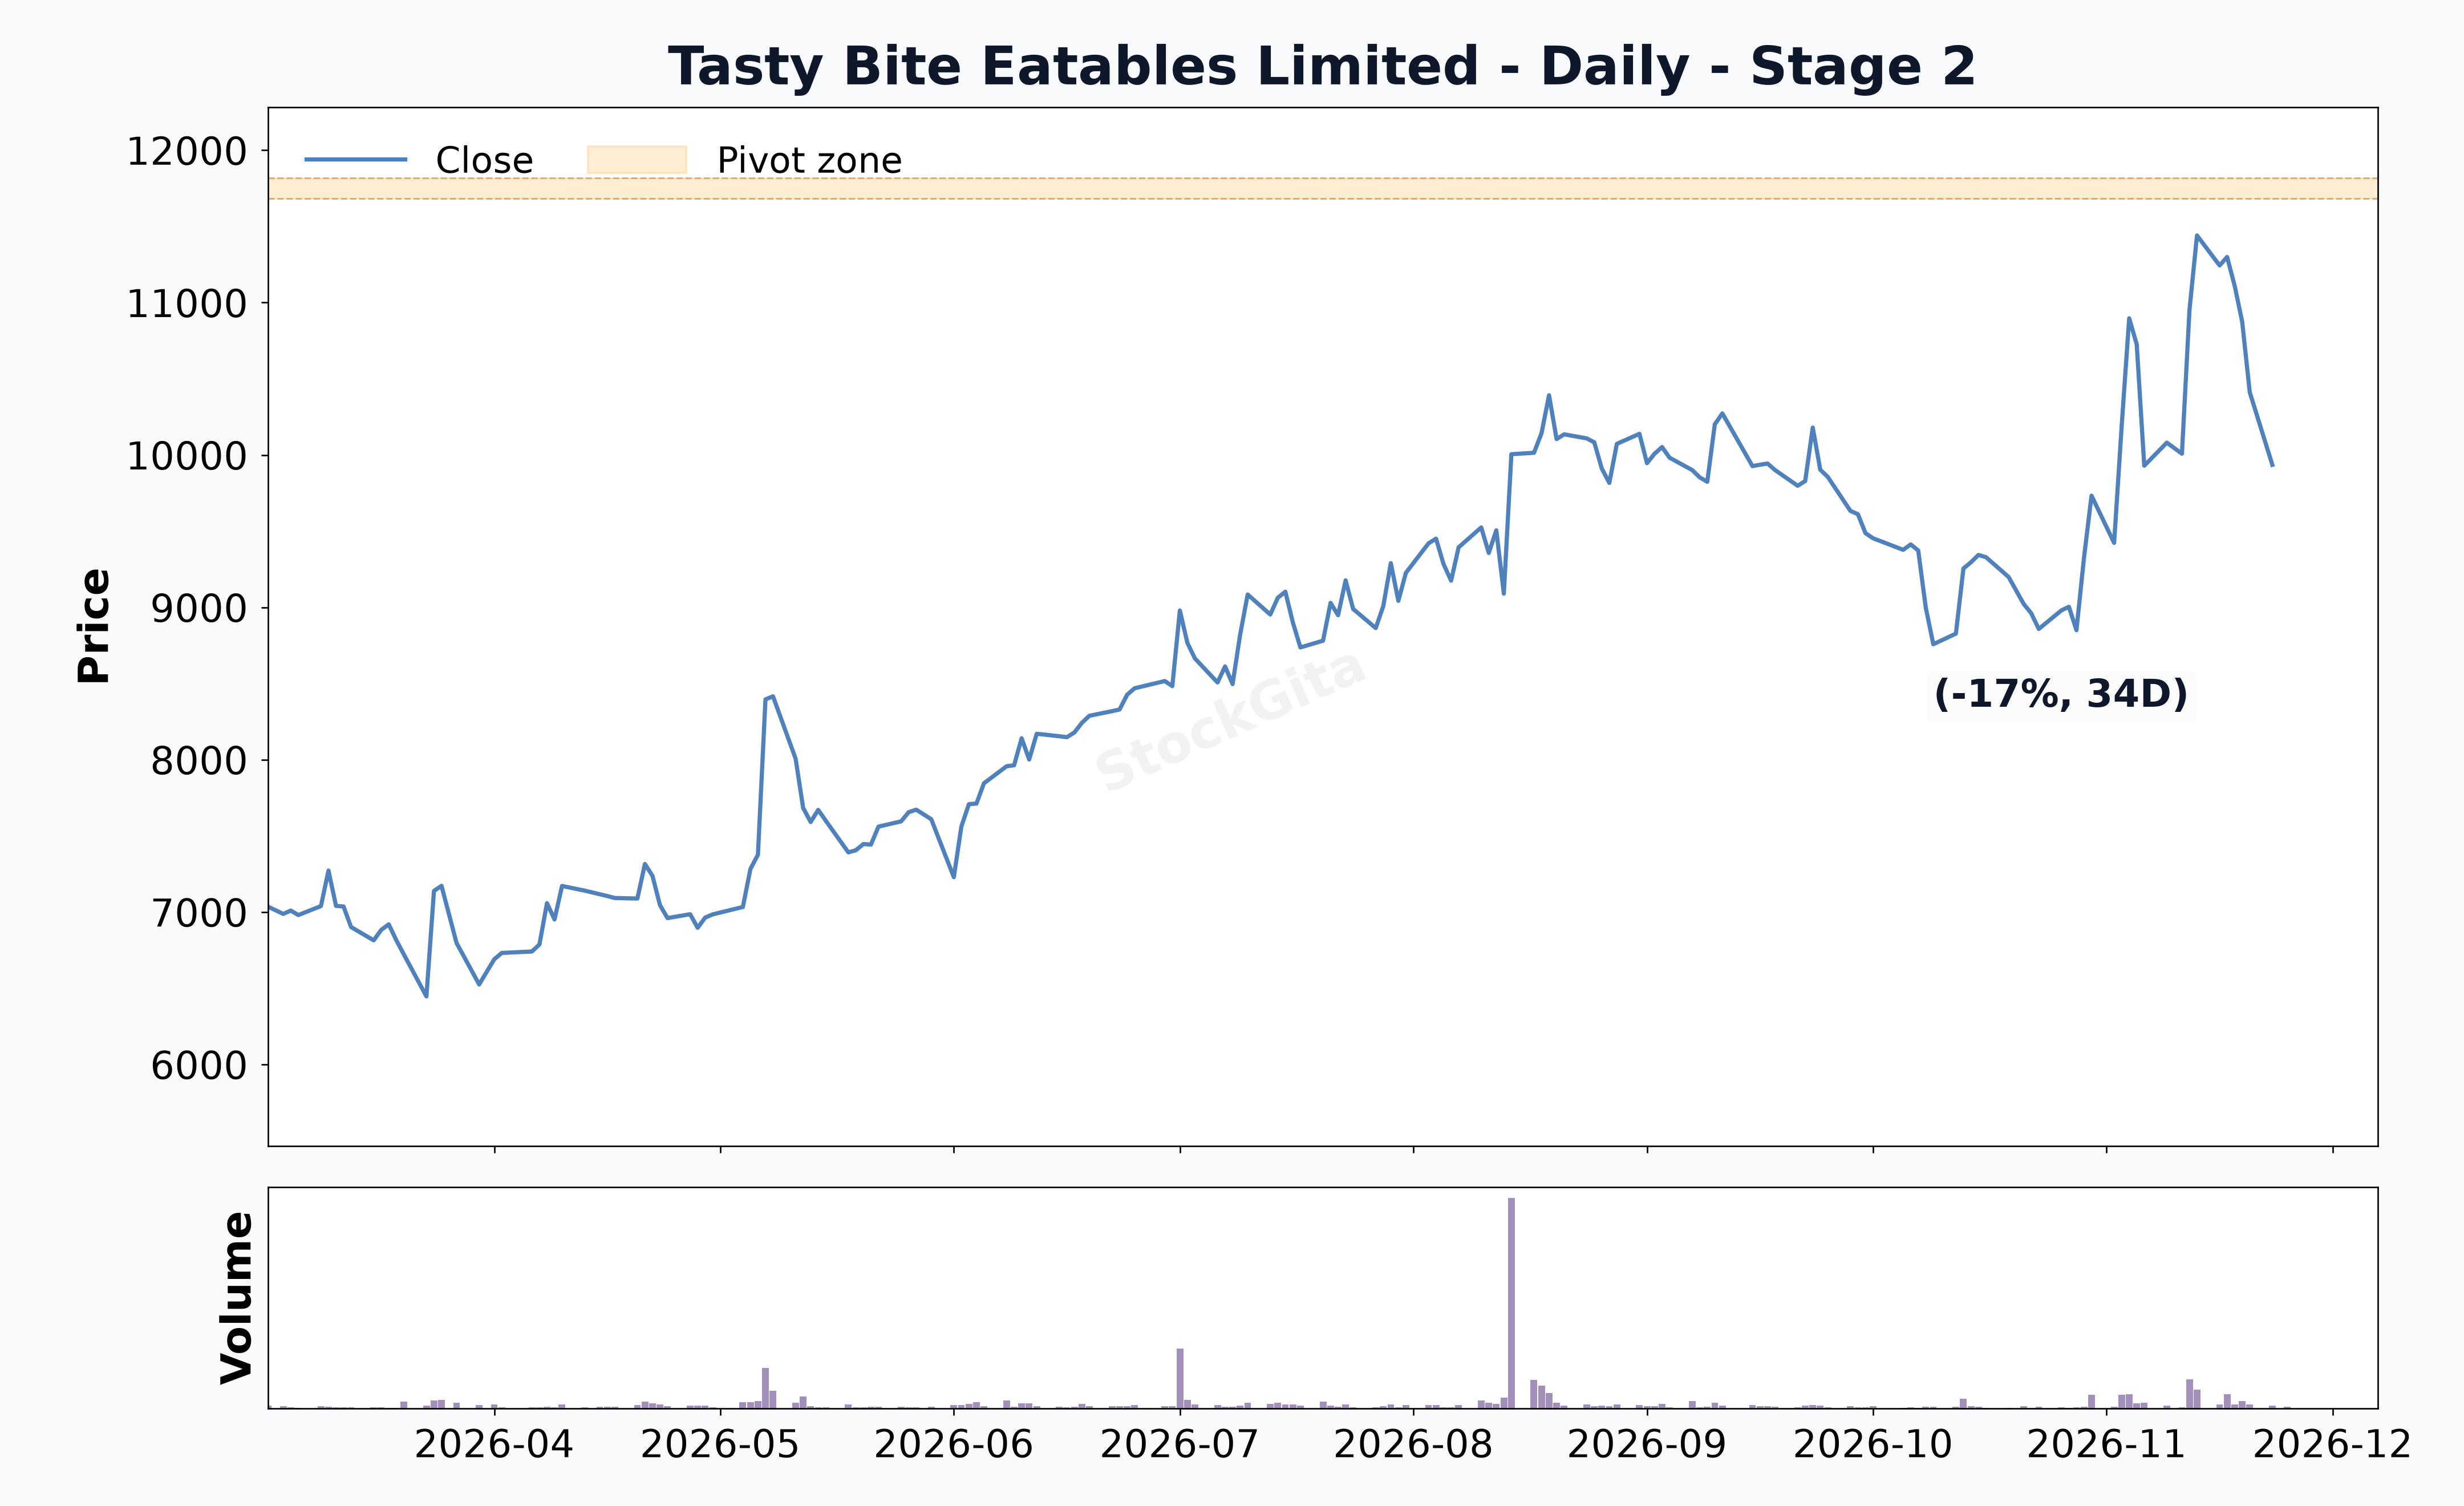 Tasty Bite Eatables Limited - Daily - Stage 2
Close
Pivot zone
12000
11000
10000
9000
8000
7000
6000
Price
StockGita
(-17%, 34D)
Volume
2026-04
2026-05
2026-06
2026-07
2026-08
2026-09
2026-10
2026-11
2026-12